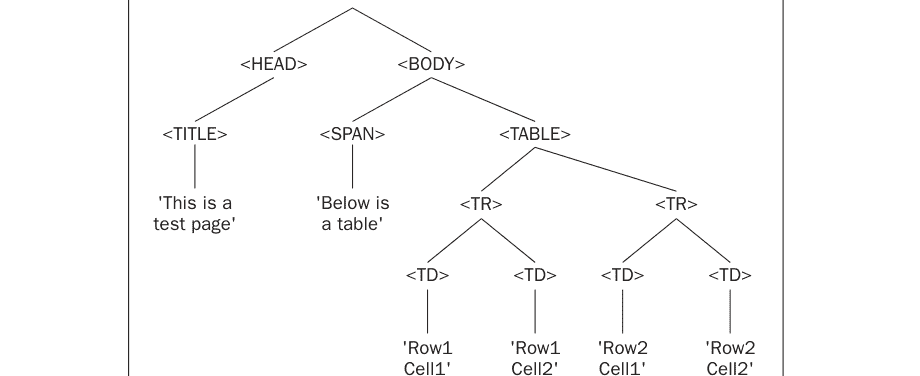 <HEAD> <BODY>
<TITLE> <SPAN> <TABLE>
'This is a 'Below is <TR> <TR>
test page' a table'
<TD> <TD> <TD> <TD>
'Row1 'Row1 'Row2 'Row2
Cell1' Cell2' Cell1' Cell2'